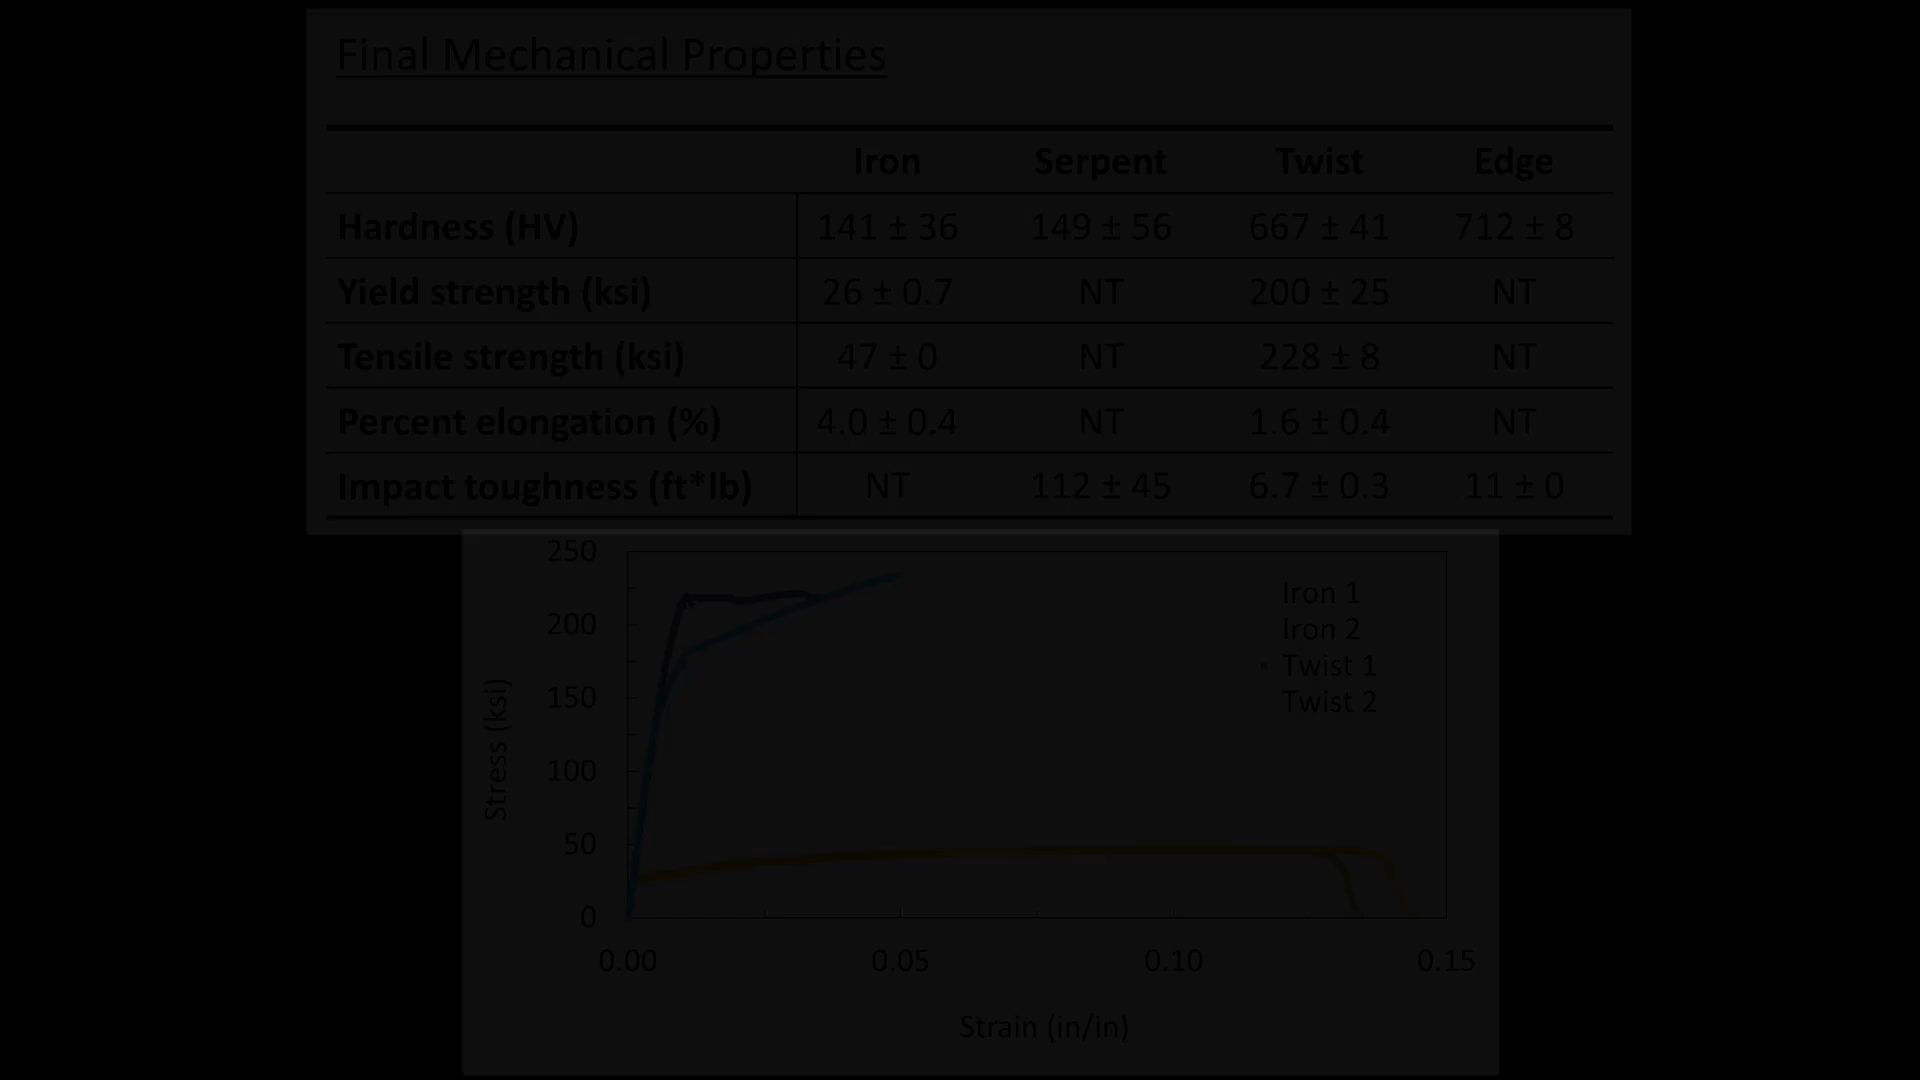 Final Mechanical Properties
Iron Serpent Twist Edge
Hardness (HV) 141 ± 36 149 ± 56 667 ± 41 712 ± 8
Yield strength (ksi) 26 ± 0.7 NT 200 ± 25 NT
Tensile strength (ksi) 47 ± 0 NT 228 ± 8 NT
Percent elongation (%) 4.0 ± 0.4 NT 1.6 ± 0.4 NT
Impact toughness (ft*lb) NT 112 ± 45 6.7 ± 0.3 11 ± 0
250
200
150
100
50
0
Stress (ksi)
Iron 1
Iron 2
Twist 1
Twist 2
0.00 0.05 0.10 0.15
Strain (in/in)